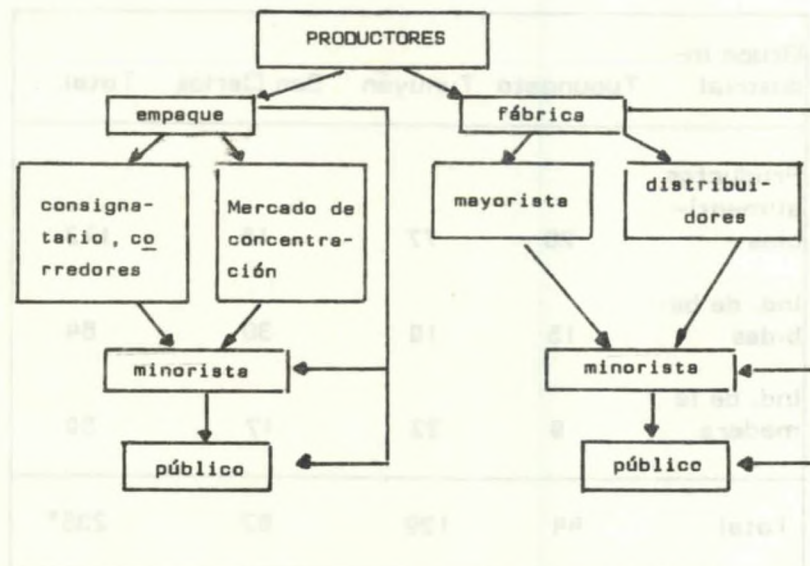 PRODUCTORES
empaque
fábrica
consigna-
tario, co
rredores
Mercado de
concentra-
ción
mayorista
distribui-
dores
minorista
minorista
público
público